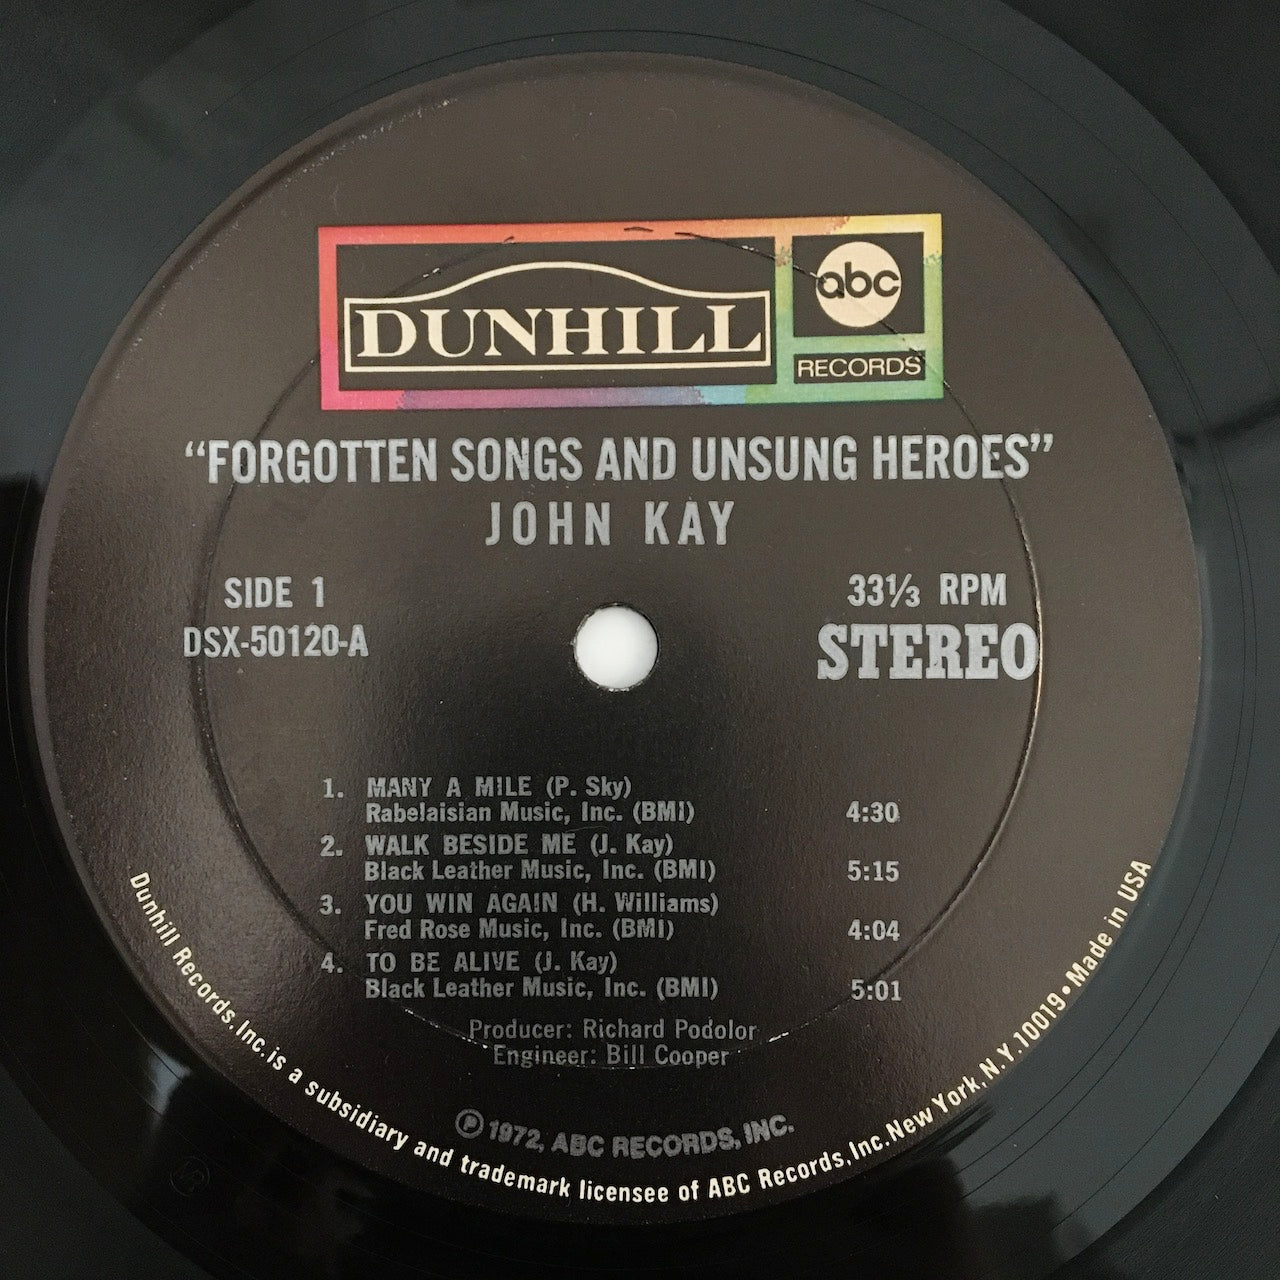 DUNHILL
abc
RECORDS
“FORGOTTEN SONGS AND UNSUNG HEROES”
JOHN KAY
SIDE 1
DSX-50120-A
33⅓ RPM
STEREO
1. MANY A MILE (P. Sky)
Rabelaisian Music, Inc. (BMI) 4:30
2. WALK BESIDE ME (J. Kay)
Black Leather Music, Inc. (BMI) 5:15
3. YOU WIN AGAIN (H. Williams)
Fred Rose Music, Inc. (BMI) 4:04
4. TO BE ALIVE (J. Kay)
Black Leather Music, Inc. (BMI) 5:01
Producer: Richard Podolor
Engineer: Bill Cooper
℗ 1972, ABC RECORDS, INC.
Dunhill Records, Inc. is a subsidiary and trademark licensee of ABC Records, Inc. New York, N.Y. 10019 • Made in USA